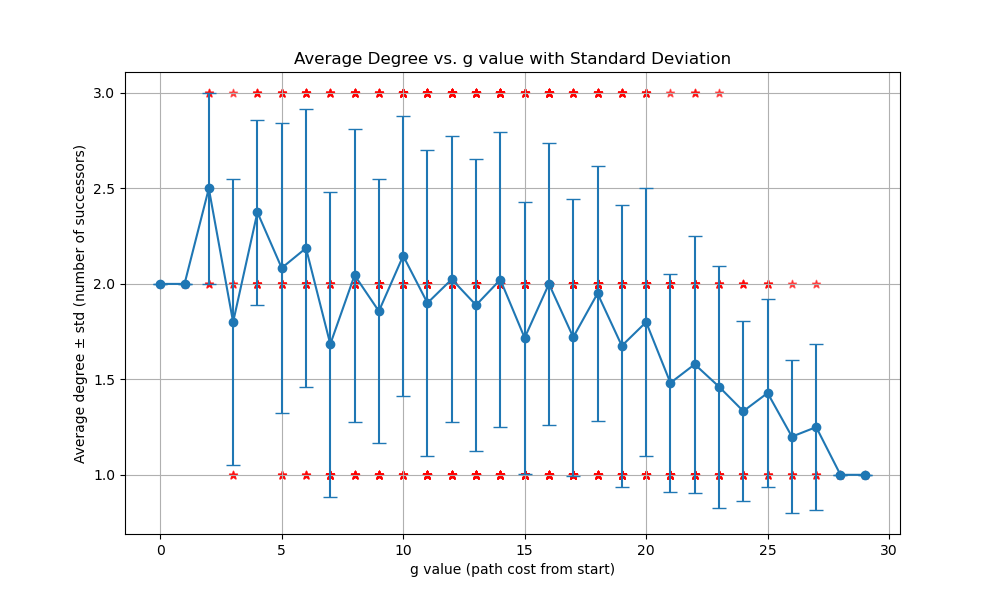 Average Degree vs. g value with Standard Deviation
3.0
2.5
2.0
1.5
1.0
Average degree ± std (number of successors)
0 5 10 15 20 25 30
g value (path cost from start)